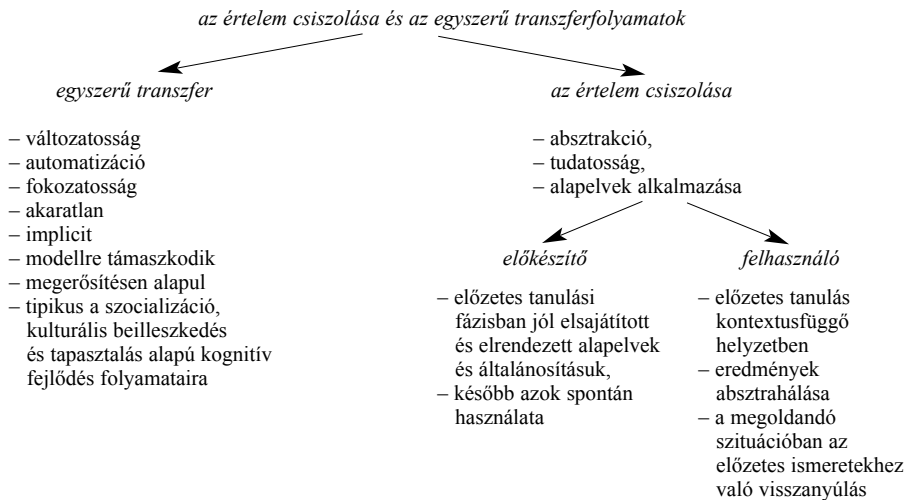 az értelem csiszolása és az egyszerű transzferfolyamatok
egyszerű transzfer
– változatosság
– automatizáció
– fokozatosság
– akaratlan
– implicit
– modellre támaszkodik
– megerősítésen alapul
– tipikus a szocializáció,
kulturális beilleszkedés
és tapasztalás alapú kognitív
fejlődés folyamataira
az értelem csiszolása
– absztrakció,
– tudatosság,
– alapelvek alkalmazása
előkészítő
– előzetes tanulási
fázisban jól elsajátított
és elrendezett alapelvek
és általánosításuk,
– később azok spontán
használata
felhasználó
– előzetes tanulás
kontextusfüggő
helyzetben
– eredmények
absztrahálása
– a megoldandó
szituációban az
előzetes ismeretekhez
való visszanyúlás